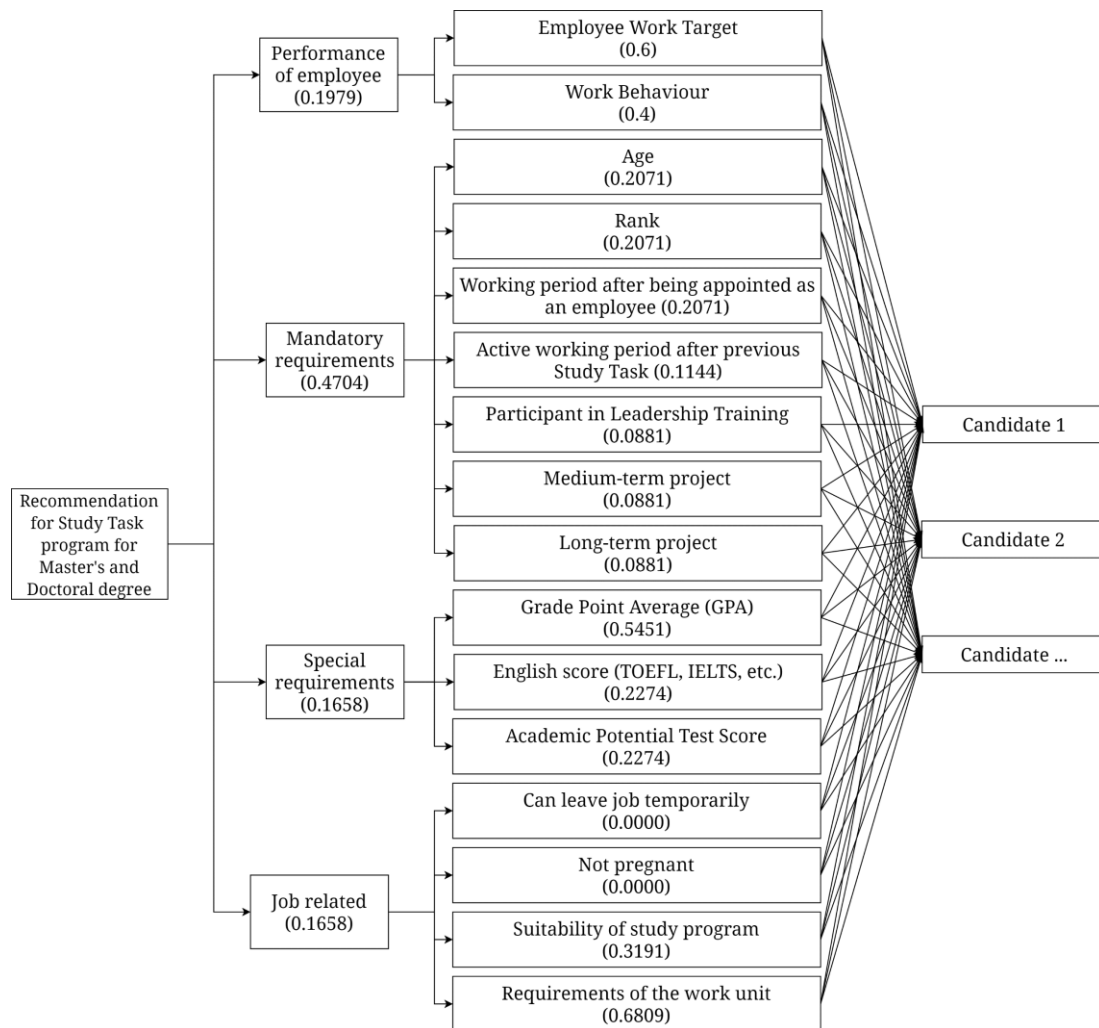 Recommendation
for Study Task
program for
Master's and
Doctoral degree
Performance
of employee
(0.1979)
Employee Work Target
(0.6)
Work Behaviour
(0.4)
Mandatory
requirements
(0.4704)
Age
(0.2071)
Rank
(0.2071)
Working period after being appointed as
an employee (0.2071)
Active working period after previous
Study Task (0.1144)
Participant in Leadership Training
(0.0881)
Medium-term project
(0.0881)
Long-term project
(0.0881)
Special
requirements
(0.1658)
Grade Point Average (GPA)
(0.5451)
English score (TOEFL, IELTS, etc.)
(0.2274)
Academic Potential Test Score
(0.2274)
Job related
(0.1658)
Can leave job temporarily
(0.0000)
Not pregnant
(0.0000)
Suitability of study program
(0.3191)
Requirements of the work unit
(0.6809)
Candidate 1
Candidate 2
Candidate ...